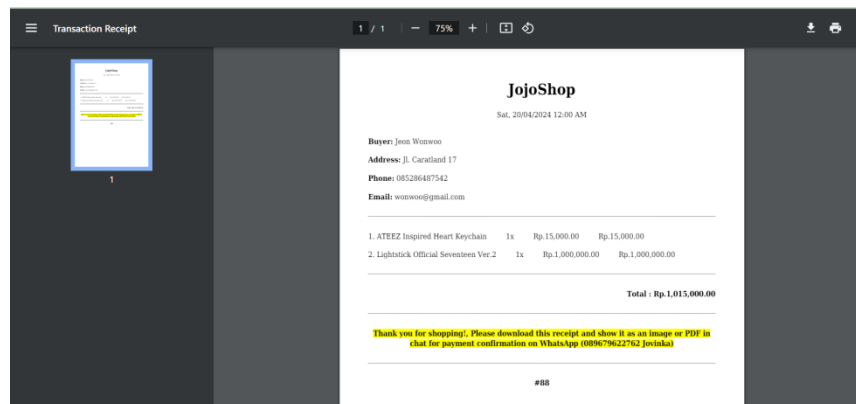 Transaction Receipt
1 / 1
75%
1
JojoShop
Sat, 20/04/2024 12:00 AM
Buyer: Jeon Wonwoo
Address: Jl. Caratland 17
Phone: 085286487542
Email: wonwoo@gmail.com
1. ATEEZ Inspired Heart Keychain 1x Rp.15,000.00 Rp.15,000.00
2. Lightstick Official Seventeen Ver.2 1x Rp.1,000,000.00 Rp.1,000,000.00
Total : Rp.1,015,000.00
Thank you for shopping!, Please download this receipt and show it as an image or PDF in
chat for payment confirmation on WhatsApp (089679622762 Jovinka)
#88